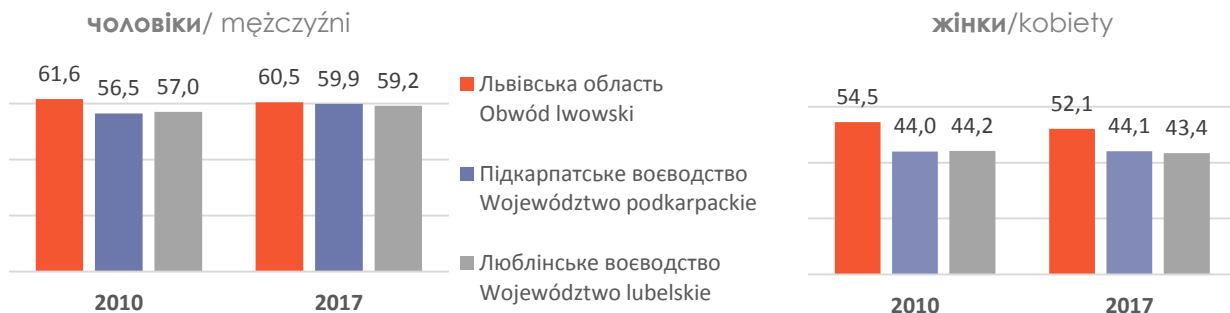 чоловіки/ mężczyźni
61,6 56,5 57,0 60,5 59,9 59,2
2010 2017
Львівська область
Obwód lwowski
Підкарпатське воєводство
Województwo podkarpackie
Люблінське воєводство
Województwo lubelskie
жінки/kobiety
54,5 44,0 44,2 52,1 44,1 43,4
2010 2017